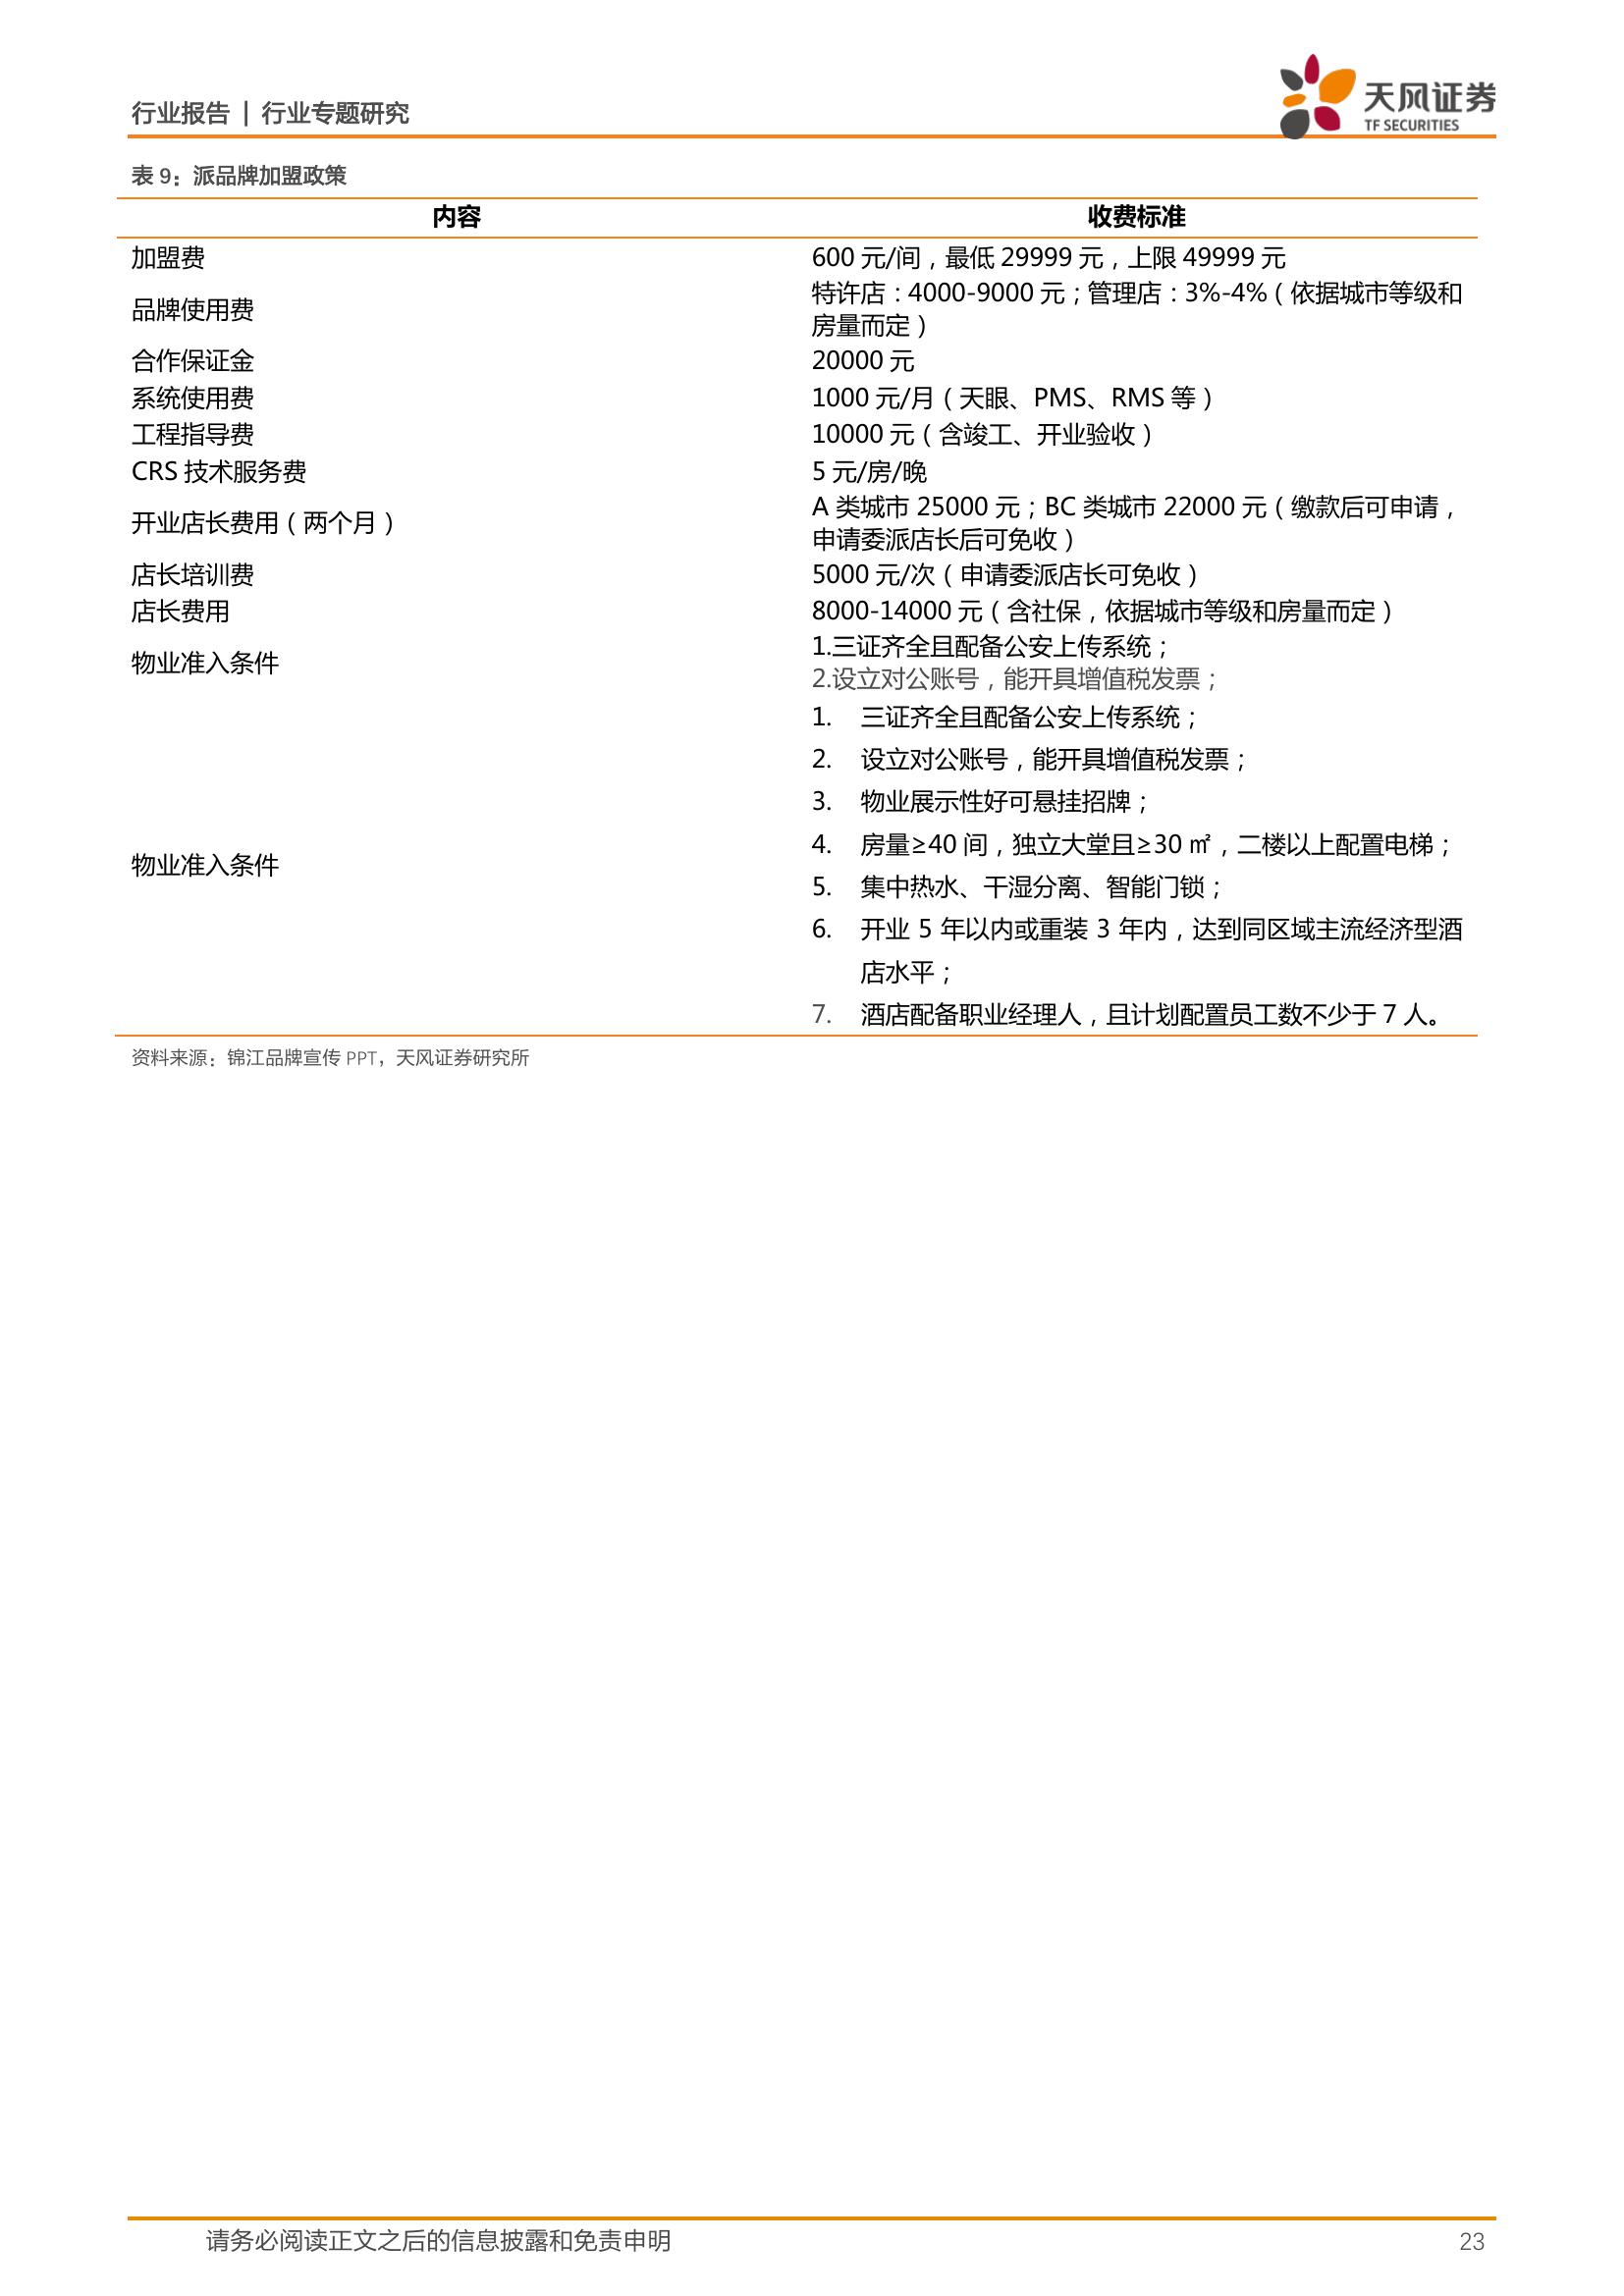 行业报告 | 行业专题研究
天风证券
TF SECURITIES
表 9：派品牌加盟政策
内容 收费标准
加盟费 600 元/间，最低 29999 元，上限 49999 元
品牌使用费 特许店：4000-9000 元；管理店：3%-4%（依据城市等级和
房量而定）
合作保证金 20000 元
系统使用费 1000 元/月（天眼、PMS、RMS 等）
工程指导费 10000 元（含竣工、开业验收）
CRS 技术服务费 5 元/房/晚
开业店长费用（两个月） A 类城市 25000 元；BC 类城市 22000 元（缴款后可申请，
申请委派店长后可免收）
店长培训费 5000 元/次（申请委派店长可免收）
店长费用 8000-14000 元（含社保，依据城市等级和房量而定）
物业准入条件 1.三证齐全且配备公安上传系统；
2.设立对公账号，能开具增值税发票；
物业准入条件 1. 三证齐全且配备公安上传系统；
2. 设立对公账号，能开具增值税发票；
3. 物业展示性好可悬挂招牌；
4. 房量≥40 间，独立大堂且≥30 ㎡，二楼以上配置电梯；
5. 集中热水、干湿分离、智能门锁；
6. 开业 5 年以内或重装 3 年内，达到同区域主流经济型酒
店水平；
7. 酒店配备职业经理人，且计划配置员工数不少于 7 人。
资料来源：锦江品牌宣传 PPT，天风证券研究所
请务必阅读正文之后的信息披露和免责申明 23